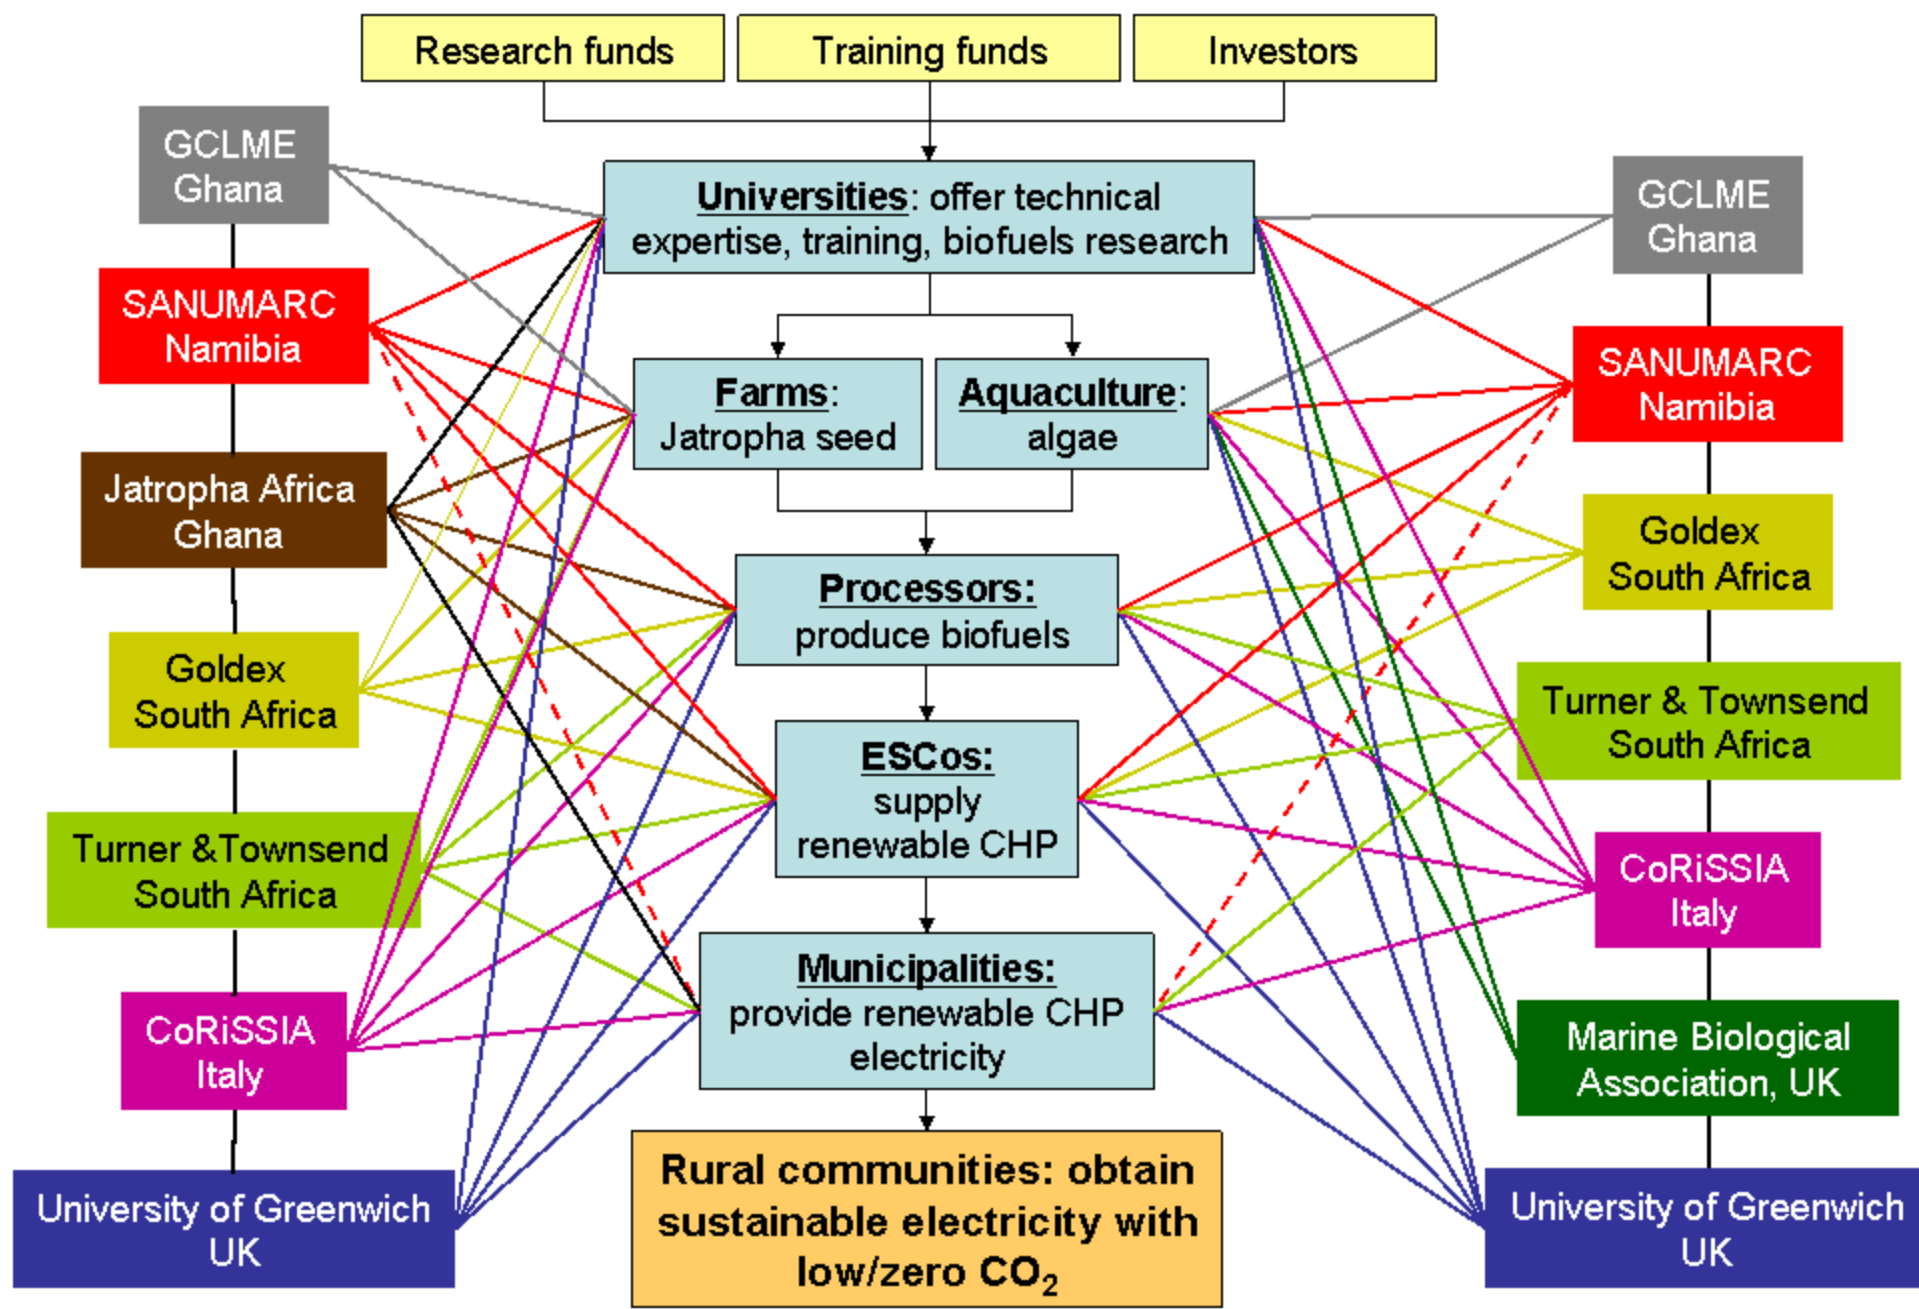 Research funds
Training funds
Investors
GCLME
Ghana
SANUMARC
Namibia
Jatropha Africa
Ghana
Goldex
South Africa
Turner &Townsend
South Africa
CoRiSSIA
Italy
University of Greenwich
UK
Universities: offer technical
expertise, training, biofuels research
Farms:
Jatropha seed
Aquaculture:
algae
Processors:
produce biofuels
ESCos:
supply
renewable CHP
Municipalities:
provide renewable CHP
electricity
Rural communities: obtain
sustainable electricity with
low/zero CO₂
GCLME
Ghana
SANUMARC
Namibia
Goldex
South Africa
Turner & Townsend
South Africa
CoRiSSIA
Italy
Marine Biological
Association, UK
University of Greenwich
UK